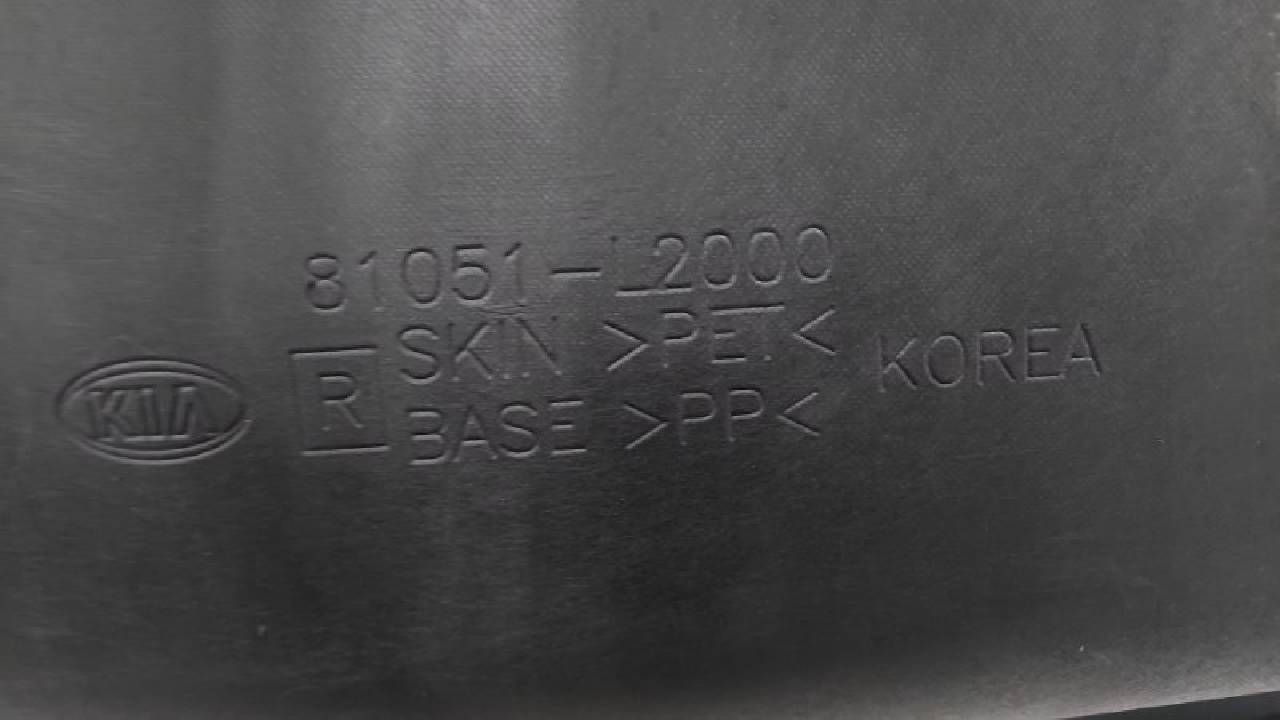 81051-L2000
SKIN >PET<
KIA R BASE >PP< KOREA